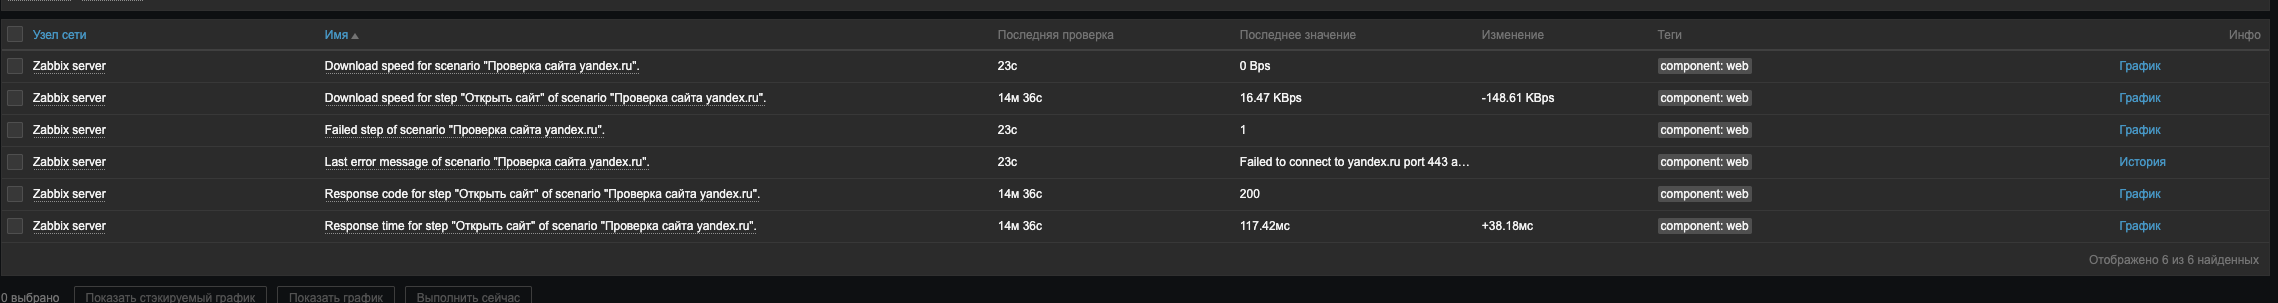 Узел сети Имя Последняя проверка Последнее значение Изменение Теги Инфо
Zabbix server Download speed for scenario "Проверка сайта yandex.ru". 23с 0 Bps component: web График
Zabbix server Download speed for step "Открыть сайт" of scenario "Проверка сайта yandex.ru". 14м 36с 16.47 KBps -148.61 KBps component: web График
Zabbix server Failed step of scenario "Проверка сайта yandex.ru". 23с 1 component: web График
Zabbix server Last error message of scenario "Проверка сайта yandex.ru". 23с Failed to connect to yandex.ru port 443 a... component: web История
Zabbix server Response code for step "Открыть сайт" of scenario "Проверка сайта yandex.ru". 14м 36с 200 component: web График
Zabbix server Response time for step "Открыть сайт" of scenario "Проверка сайта yandex.ru". 14м 36с 117.42мс +38.18мс component: web График
Отображено 6 из 6 найденных
0 выбрано Показать стэкируемый график Показать график Выполнить сейчас